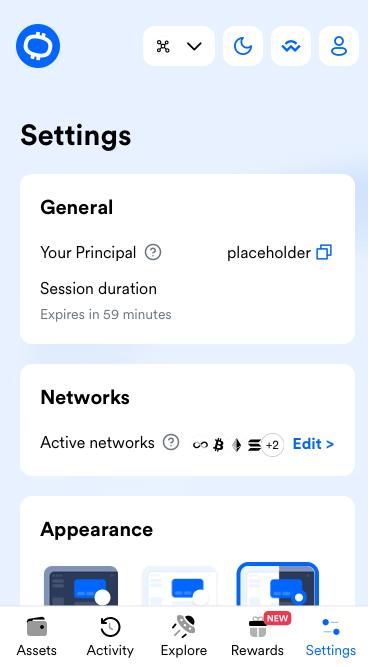 Settings
General
Your Principal placeholder
Session duration
Expires in 59 minutes
Networks
Active networks +2 Edit >
Appearance
NEW
Assets Activity Explore Rewards Settings